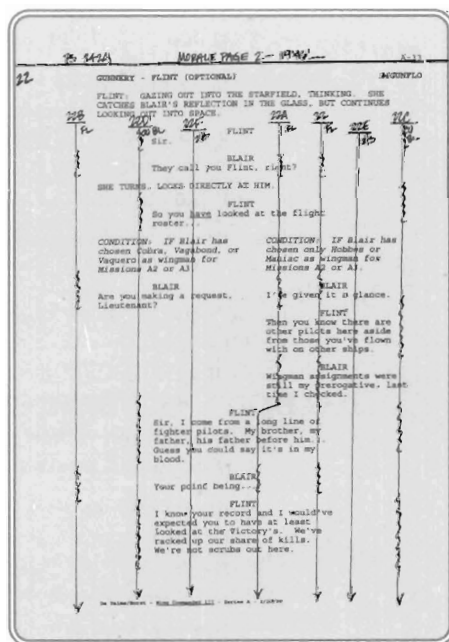 MORALE PAGE 2
22
GUNNERY - FLINT (OPTIONAL)
FLINT: GAZING OUT INTO THE STARFIELD, THINKING. SHE
CATCHES BLAIR'S REFLECTION IN THE GLASS, BUT CONTINUES
LOOKING OUT INTO SPACE.
22B 22D 22F 22A 22 22E 22C
FLINT
Sir.
BLAIR
They call you Flint, right?
SHE TURNS, LOOKS DIRECTLY AT HIM.
FLINT
So you have looked at the flight
roster...
CONDITION: IF Blair has
chosen Cobra, Vagabond, or
Vaquero as wingman for
Missions A2 or A3.
BLAIR
Are you making a request,
Lieutenant?
CONDITION: IF Blair has
chosen only Hobbes or
Maniac as wingman for
Missions A2 or A3.
BLAIR
I've given it a glance.
FLINT
Then you know there are
other pilots here aside
from those you've flown
with on other ships.
BLAIR
Wingman assignments were
still my prerogative, last
time I checked.
FLINT
Sir, I come from a long line of
fighter pilots. My brother, my
father, his father before him...
Guess you could say it's in my
blood.
BLAIR
Your point being...
FLINT
I know your record and I would've
expected you to have at least
looked at the Victory's. We've
racked up our share of kills.
We're not scrubs out here.